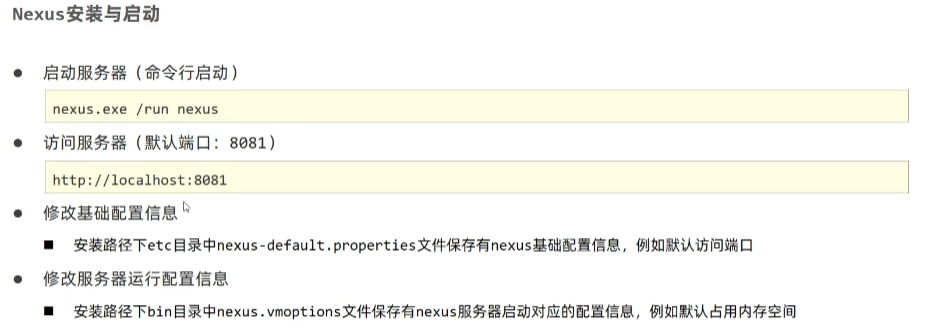 Nexus安装与启动
● 启动服务器（命令行启动）
nexus.exe /run nexus
● 访问服务器（默认端口：8081）
http://localhost:8081
● 修改基础配置信息
■ 安装路径下etc目录中nexus-default.properties文件保存有nexus基础配置信息，例如默认访问端口
● 修改服务器运行配置信息
■ 安装路径下bin目录中nexus.vmoptions文件保存有nexus服务器启动对应的配置信息，例如默认占用内存空间